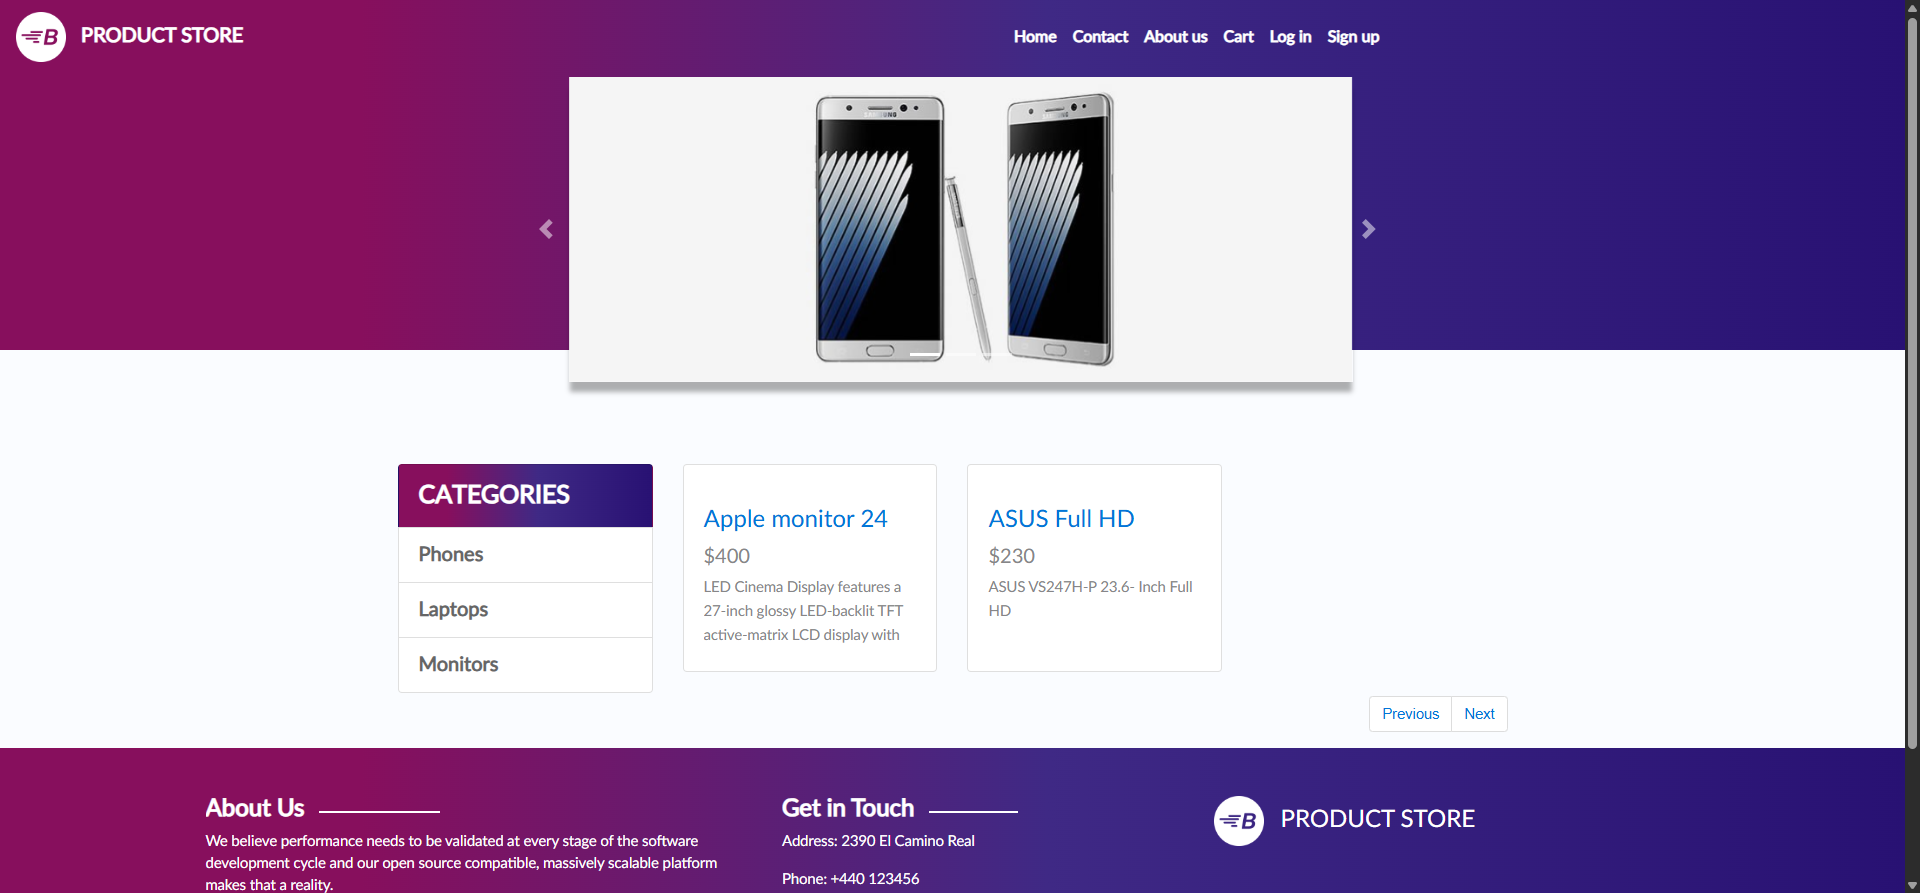 B PRODUCT STORE
Home Contact About us Cart Log in Sign up
SAMSUNG
CATEGORIES
Phones
Laptops
Monitors
Apple monitor 24
$400
LED Cinema Display features a
27-inch glossy LED-backlit TFT
active-matrix LCD display with
ASUS Full HD
$230
ASUS VS247H-P 23.6- Inch Full
HD
Previous Next
About Us
We believe performance needs to be validated at every stage of the software
development cycle and our open source compatible, massively scalable platform
makes that a reality.
Get in Touch
Address: 2390 El Camino Real
Phone: +440 123456
B PRODUCT STORE